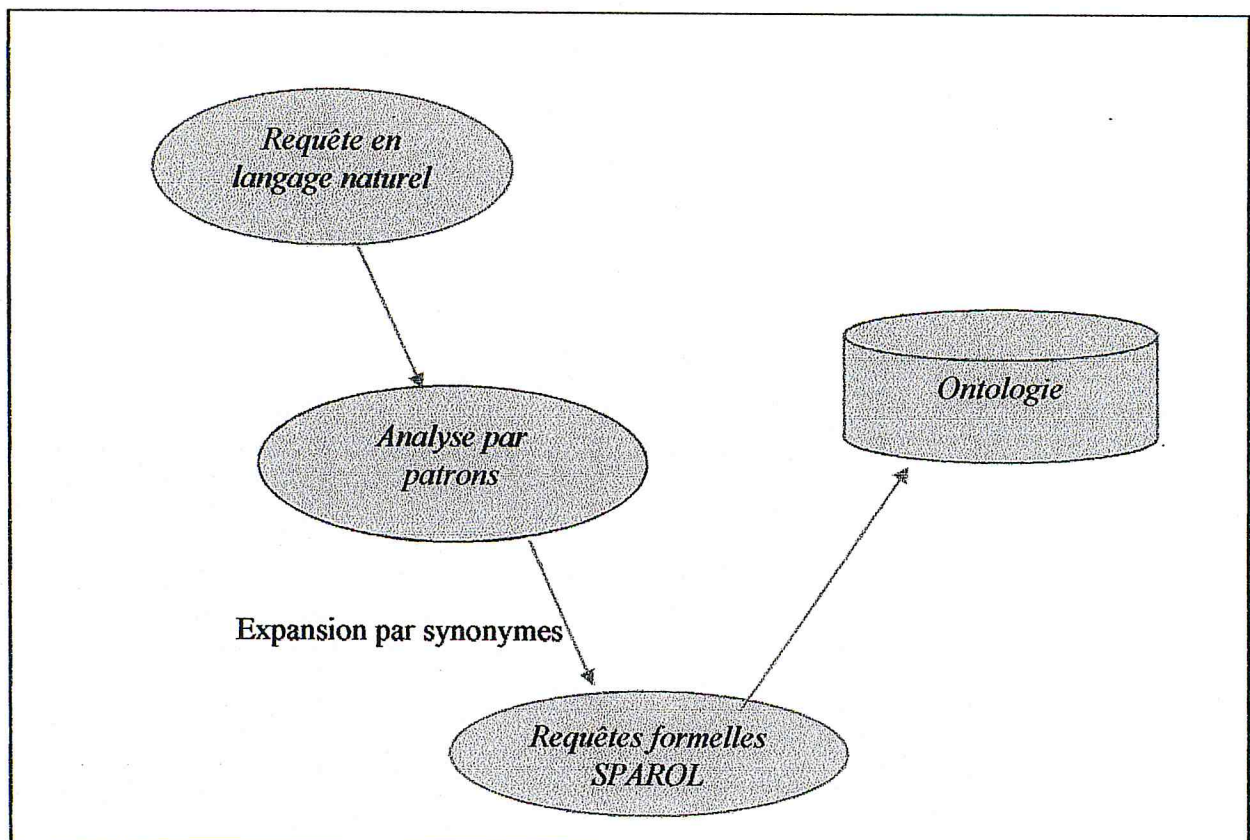 Requête en
langage naturel
Analyse par
patrons
Expansion par synonymes
Requêtes formelles
SPAROL
Ontologie